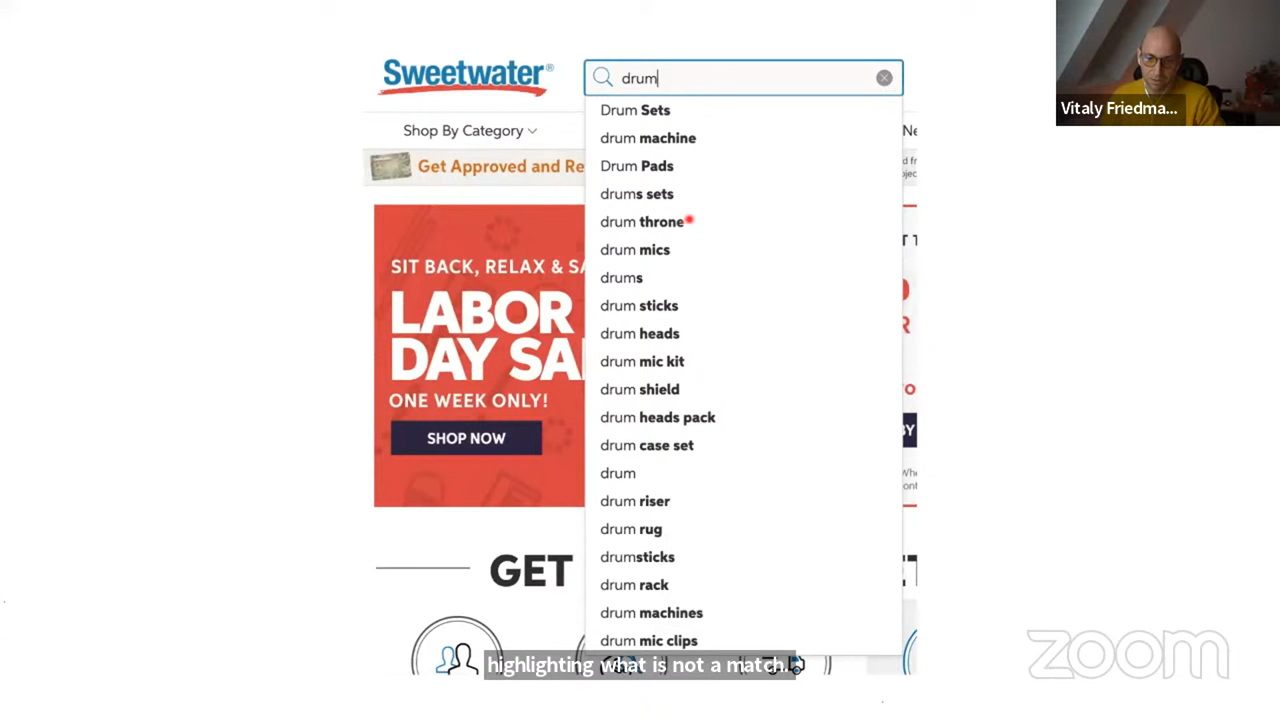 Sweetwater®
drum
Vitaly Friedma...
Shop By Category
Ne
Get Approved and Re
Drum Sets
drum machine
Drum Pads
drums sets
drum throne
drum mics
drums
drum sticks
drum heads
drum mic kit
drum shield
drum heads pack
drum case set
drum
drum riser
drum rug
drumsticks
drum rack
drum machines
drum mic clips
SIT BACK, RELAX & SA
LABOR
DAY SA
ONE WEEK ONLY!
SHOP NOW
GET
highlighting what is not a match...
zoom